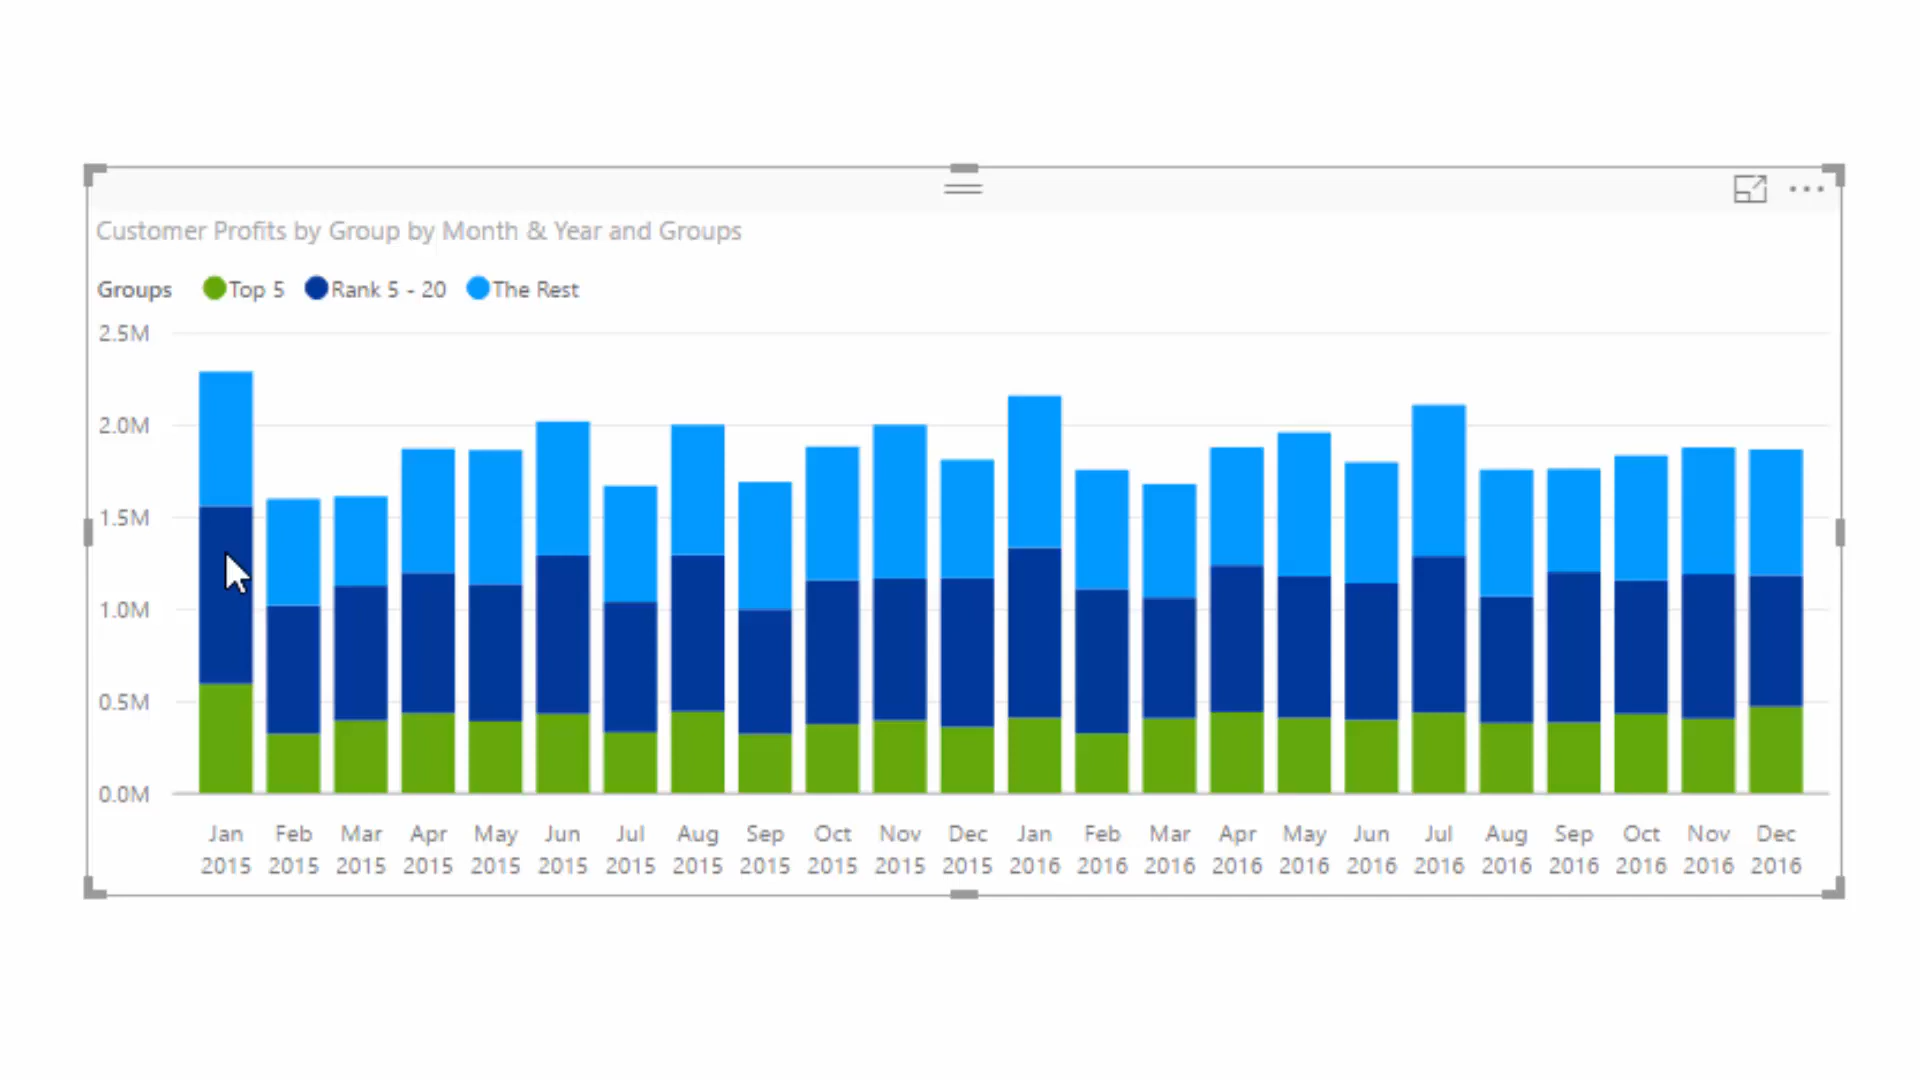 Customer Profits by Group by Month & Year and Groups
Groups Top 5 Rank 5 - 20 The Rest
2.5M
2.0M
1.5M
1.0M
0.5M
0.0M
Jan Feb Mar Apr May Jun Jul Aug Sep Oct Nov Dec Jan Feb Mar Apr May Jun Jul Aug Sep Oct Nov Dec
2015 2015 2015 2015 2015 2015 2015 2015 2015 2015 2015 2015 2016 2016 2016 2016 2016 2016 2016 2016 2016 2016 2016 2016